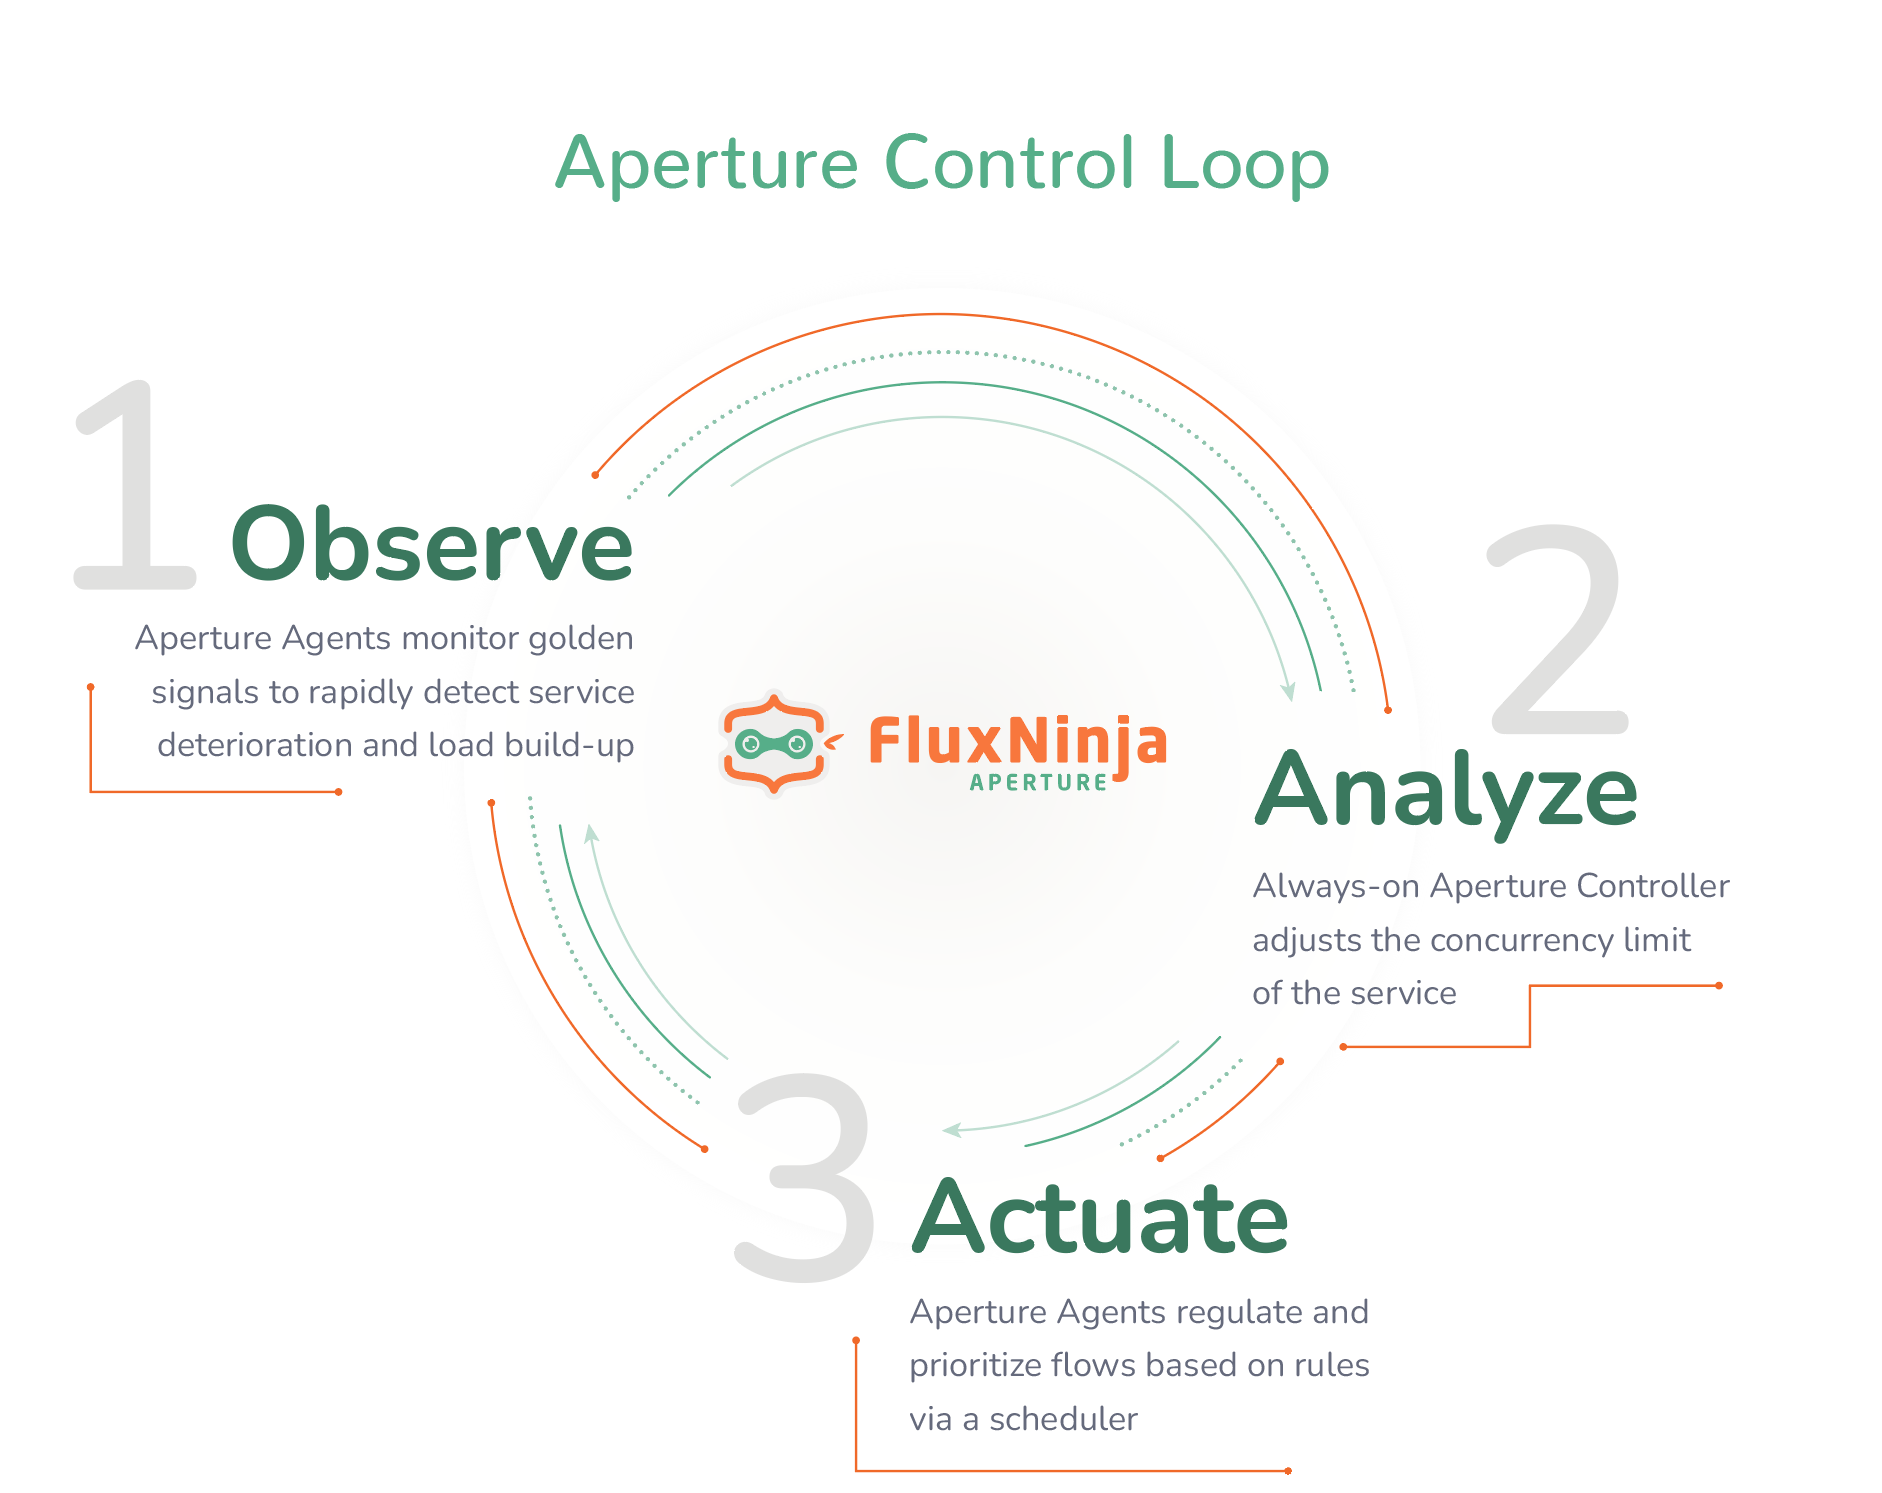 Aperture Control Loop
1
Observe
Aperture Agents monitor golden
signals to rapidly detect service
deterioration and load build-up
FluxNinja
APERTURE
2
Analyze
Always-on Aperture Controller
adjusts the concurrency limit
of the service
3
Actuate
Aperture Agents regulate and
prioritize flows based on rules
via a scheduler